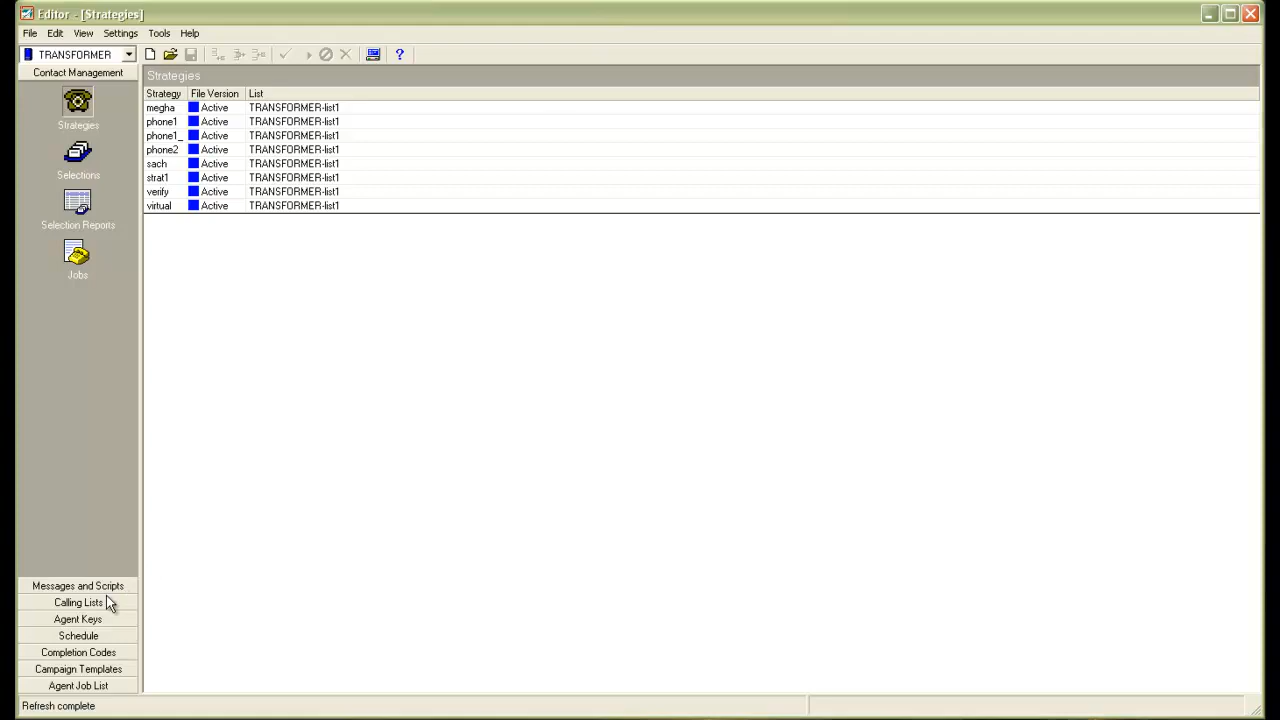 Editor - [Strategies]
File Edit View Settings Tools Help
TRANSFORMER
Contact Management
Strategies
Selections
Selection Reports
Jobs
Messages and Scripts
Calling Lists
Agent Keys
Schedule
Completion Codes
Campaign Templates
Agent Job List
Strategies
Strategy File Version List
megha Active TRANSFORMER-list1
phone1 Active TRANSFORMER-list1
phone1_ Active TRANSFORMER-list1
phone2 Active TRANSFORMER-list1
sach Active TRANSFORMER-list1
strat1 Active TRANSFORMER-list1
verify Active TRANSFORMER-list1
virtual Active TRANSFORMER-list1
Refresh complete